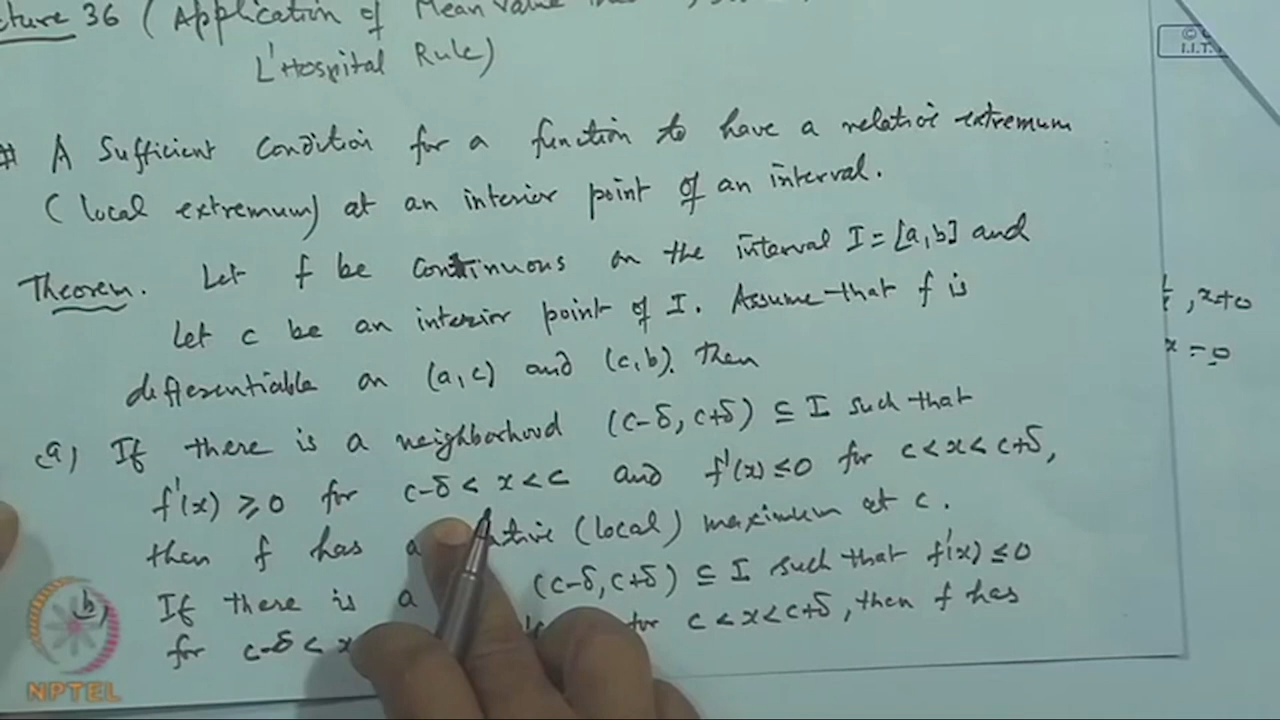 cture 36 (Application of Mean Value
L'Hospital Rule)
# A Sufficient Condition for a function to have a relative extremum
(local extremum) at an interior point of an interval.
Theorem. Let f be continuous on the interval I = [a,b] and
Let c be an interior point of I. Assume that f is
differentiable on (a,c) and (c,b). Then
(a) If there is a neighborhood (c-δ, c+δ) ⊆ I such that
f'(x) ≥ 0 for c-δ < x < c and f'(x) ≤ 0 for c < x < c+δ,
then f has a ative (local) maximum at c.
b) If there is a (c-δ, c+δ) ⊆ I such that f'(x) ≤ 0
for c-δ < x for c < x < c+δ, then f has
, x≠0
x = 0
©
I.I.T.
NPTEL